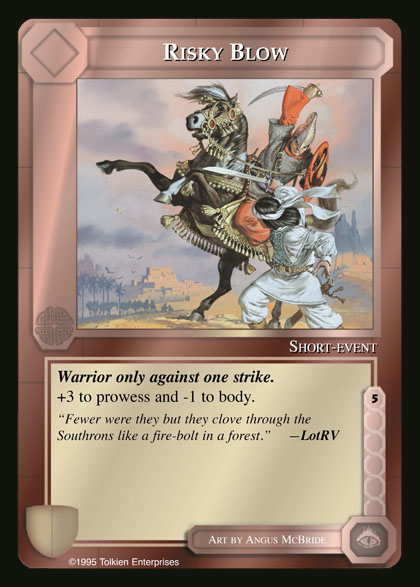 RISKY BLOW
SHORT-EVENT
Warrior only against one strike.
+3 to prowess and -1 to body.
“Fewer were they but they clove through the
Southrons like a fire-bolt in a forest.” —LotRV
5
ART BY ANGUS MCBRIDE
©1995 Tolkien Enterprises